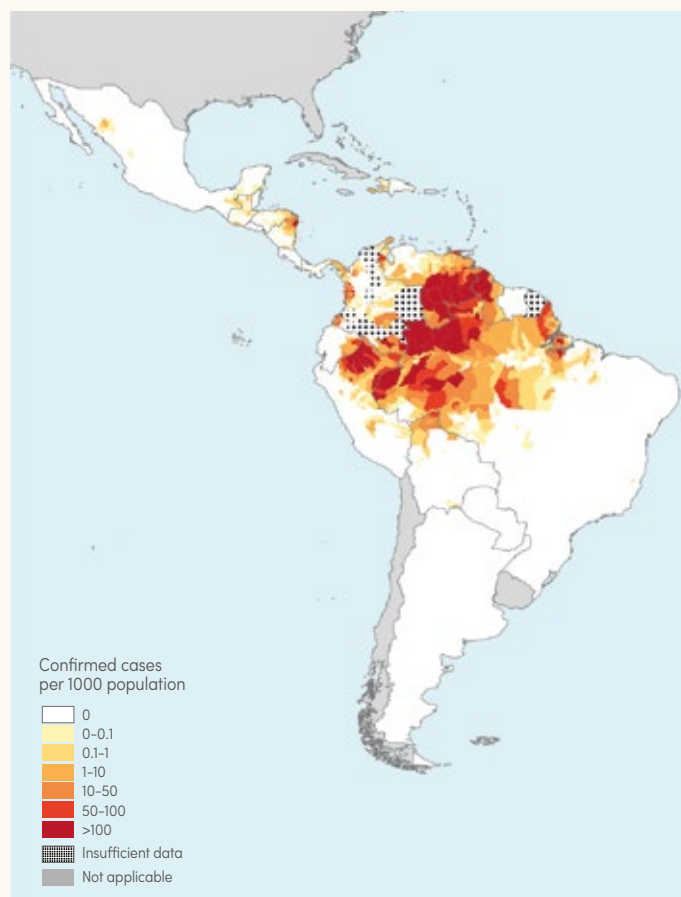 Confirmed cases
per 1000 population
0
0-0.1
0.1-1
1-10
10-50
50-100
>100
Insufficient data
Not applicable